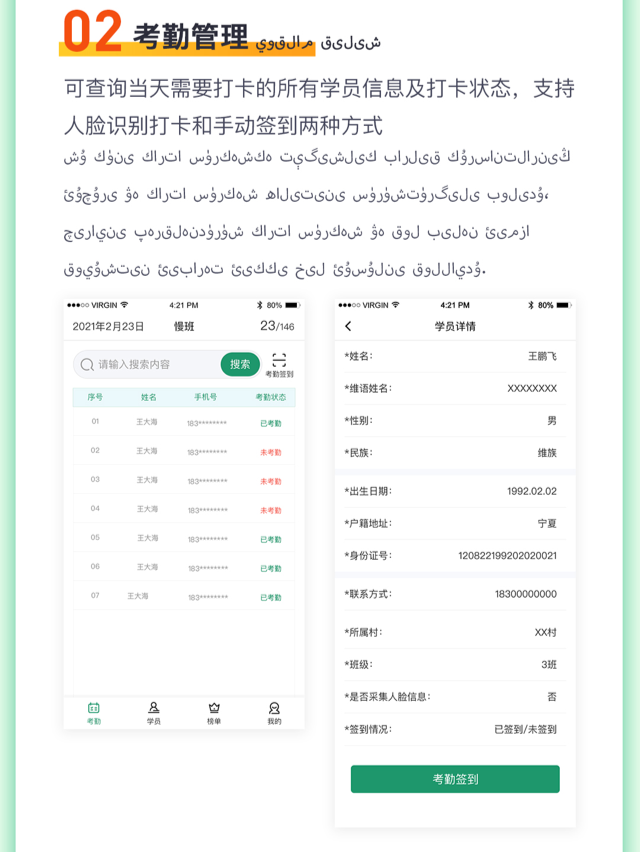 02 考勤管理 شىلىق مالقوي
可查询当天需要打卡的所有学员信息及打卡状态，支持
人脸识别打卡和手动签到两种方式
VIRGIN 4:21 PM 80%
2021年2月23日 慢班 23/146
请输入搜索内容 搜索 考勤签到
序号 姓名 手机号 考勤状态
01 王大海 183******** 已考勤
02 王大海 183******** 未考勤
03 王大海 183******** 未考勤
04 王大海 183******** 未考勤
05 王大海 183******** 已考勤
06 王大海 183******** 已考勤
07 王大海 183******** 已考勤
考勤 学员 榜单 我的
VIRGIN 4:21 PM 80%
学员详情
*姓名： 王鹏飞
*维语姓名： XXXXXXXX
*性别： 男
*民族： 维族
*出生日期： 1992.02.02
*户籍地址： 宁夏
*身份证号： 120822199202020021
*联系方式： 18300000000
*所属村： XX村
*班级： 3班
*是否采集人脸信息： 否
*签到情况： 已签到/未签到
考勤签到